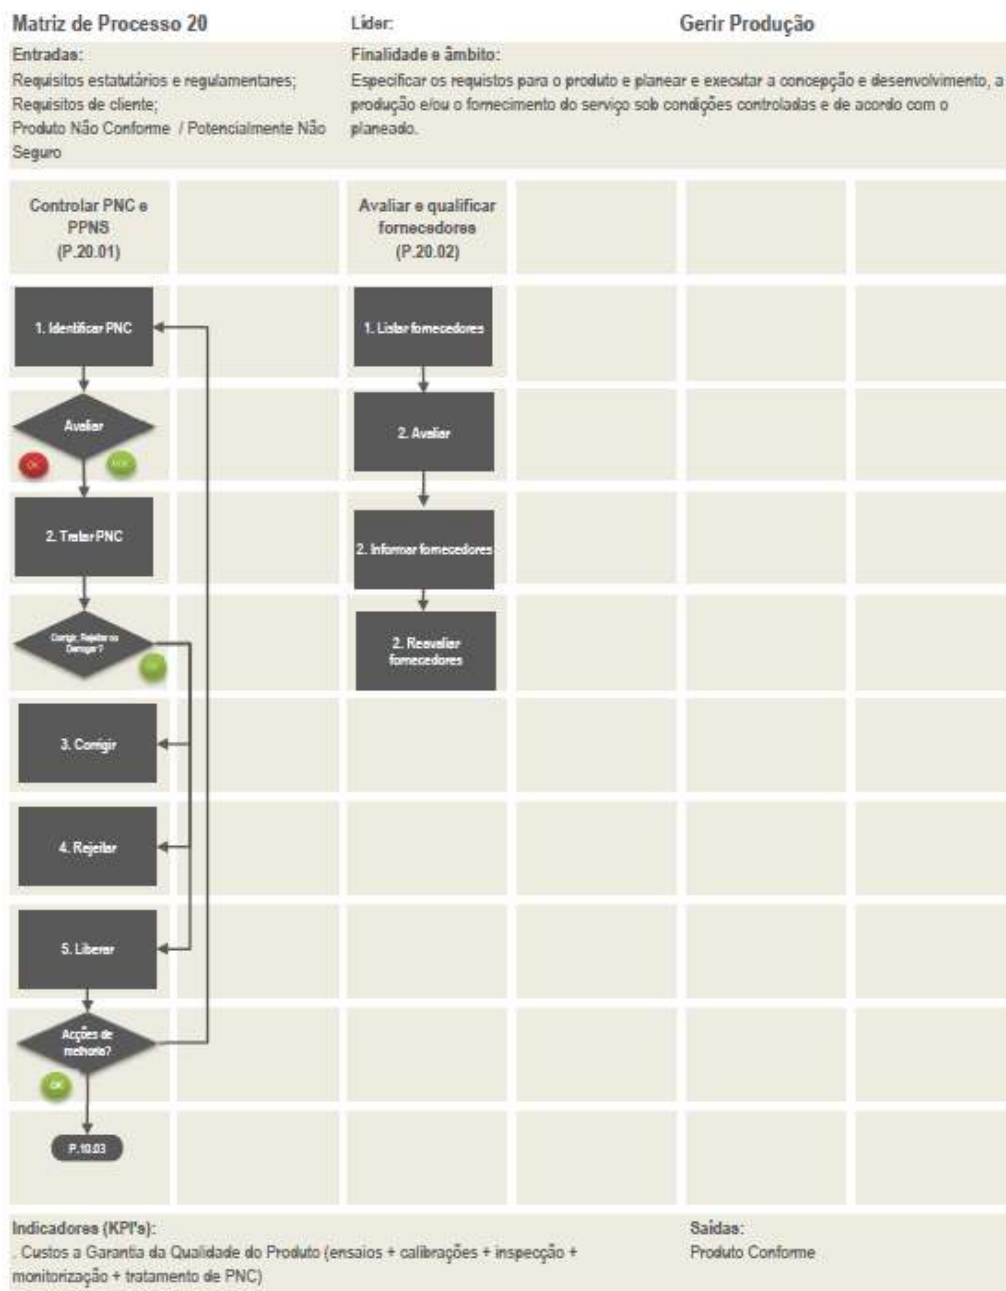 Matriz de Processo 20
Líder:
Gerir Produção
Entradas:
Requisitos estatutários e regulamentares;
Requisitos de cliente;
Produto Não Conforme / Potencialmente Não
Seguro
Finalidade e âmbito:
Especificar os requistos para o produto e planear e executar a concepção e desenvolvimento, a
produção e/ou o fornecimento do serviço sob condições controladas e de acordo com o
planeado.
Controlar PNC e
PPNS
(P.20.01)
Avaliar e qualificar
fornecedores
(P.20.02)
1. Identificar PNC
Avaliar
OK
2. Tratar PNC
Corrigir, Rejeitar ou
Derrogar?
3. Corrigir
4. Rejeitar
5. Liberar
Acções de
melhoria?
OK
P.10.03
1. Listar fornecedores
2. Avaliar
2. Informar fornecedores
2. Reavaliar
fornecedores
Indicadores (KPI's):
. Custos a Garantia da Qualidade do Produto (ensaios + calibrações + inspecção +
monitorização + tratamento de PNC)
Saídas:
Produto Conforme